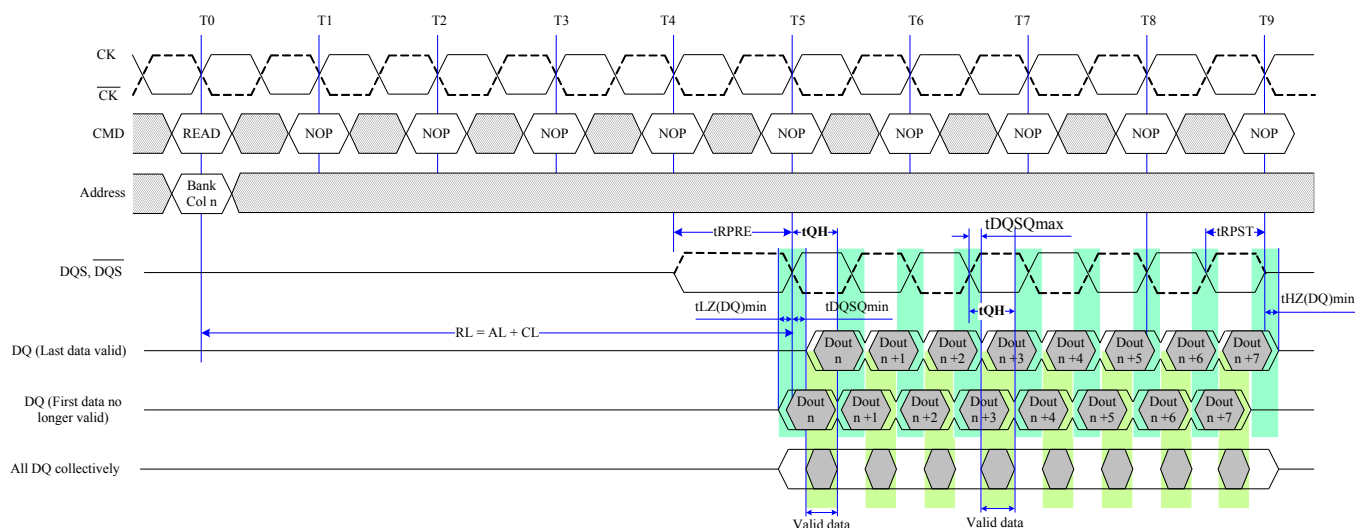 T0 T1 T2 T3 T4 T5 T6 T7 T8 T9
CK
CK
CMD READ NOP NOP NOP NOP NOP NOP NOP NOP NOP
Address Bank
Col n
tRPRE tQH tDQSQmax tRPST
DQS, DQS
tLZ(DQ)min tDQSQmin tQH tHZ(DQ)min
RL = AL + CL
DQ (Last data valid) Dout Dout Dout Dout Dout Dout Dout Dout
n n +1 n +2 n +3 n +4 n +5 n +6 n +7
DQ (First data no Dout Dout Dout Dout Dout Dout Dout Dout
longer valid) n n +1 n +2 n +3 n +4 n +5 n +6 n +7
All DQ collectively
Valid data Valid data